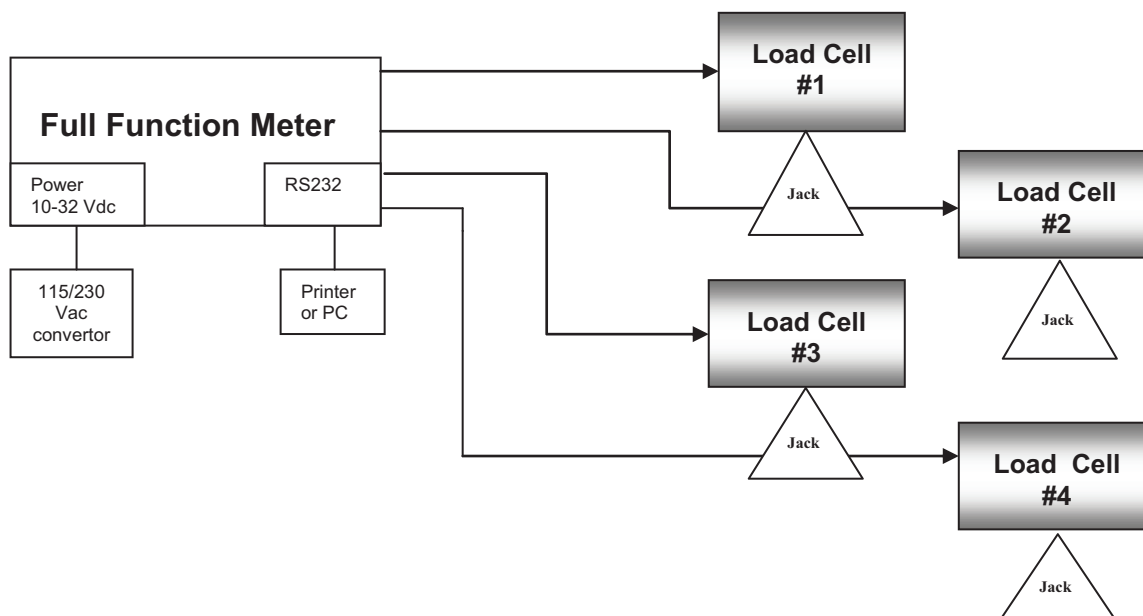 Full Function Meter
Power
10-32 Vdc
RS232
115/230
Vac
convertor
Printer
or PC
Load Cell
#1
Jack
Load Cell
#2
Jack
Load Cell
#3
Jack
Load Cell
#4
Jack